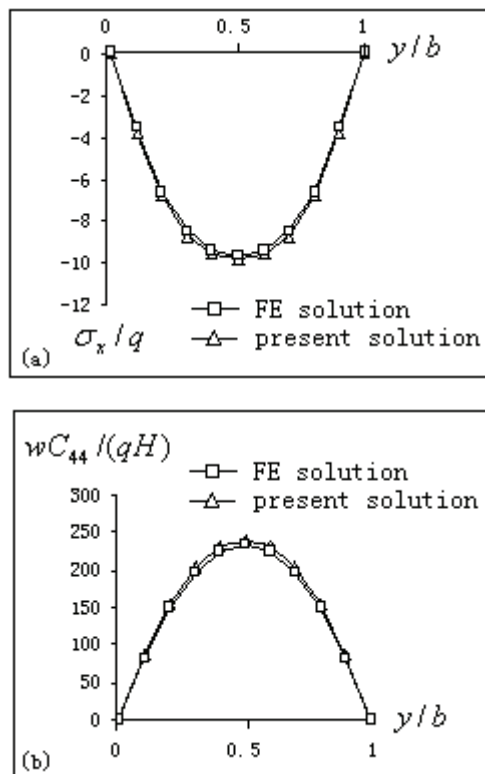 0 0.5 1
y/b
0
-2
-4
-6
-8
-10
-12
FE solution
present solution
σₓ/q
(a)
wC₄₄/(qH)
FE solution
present solution
300
250
200
150
100
50
0
0 0.5 1
y/b
(b)